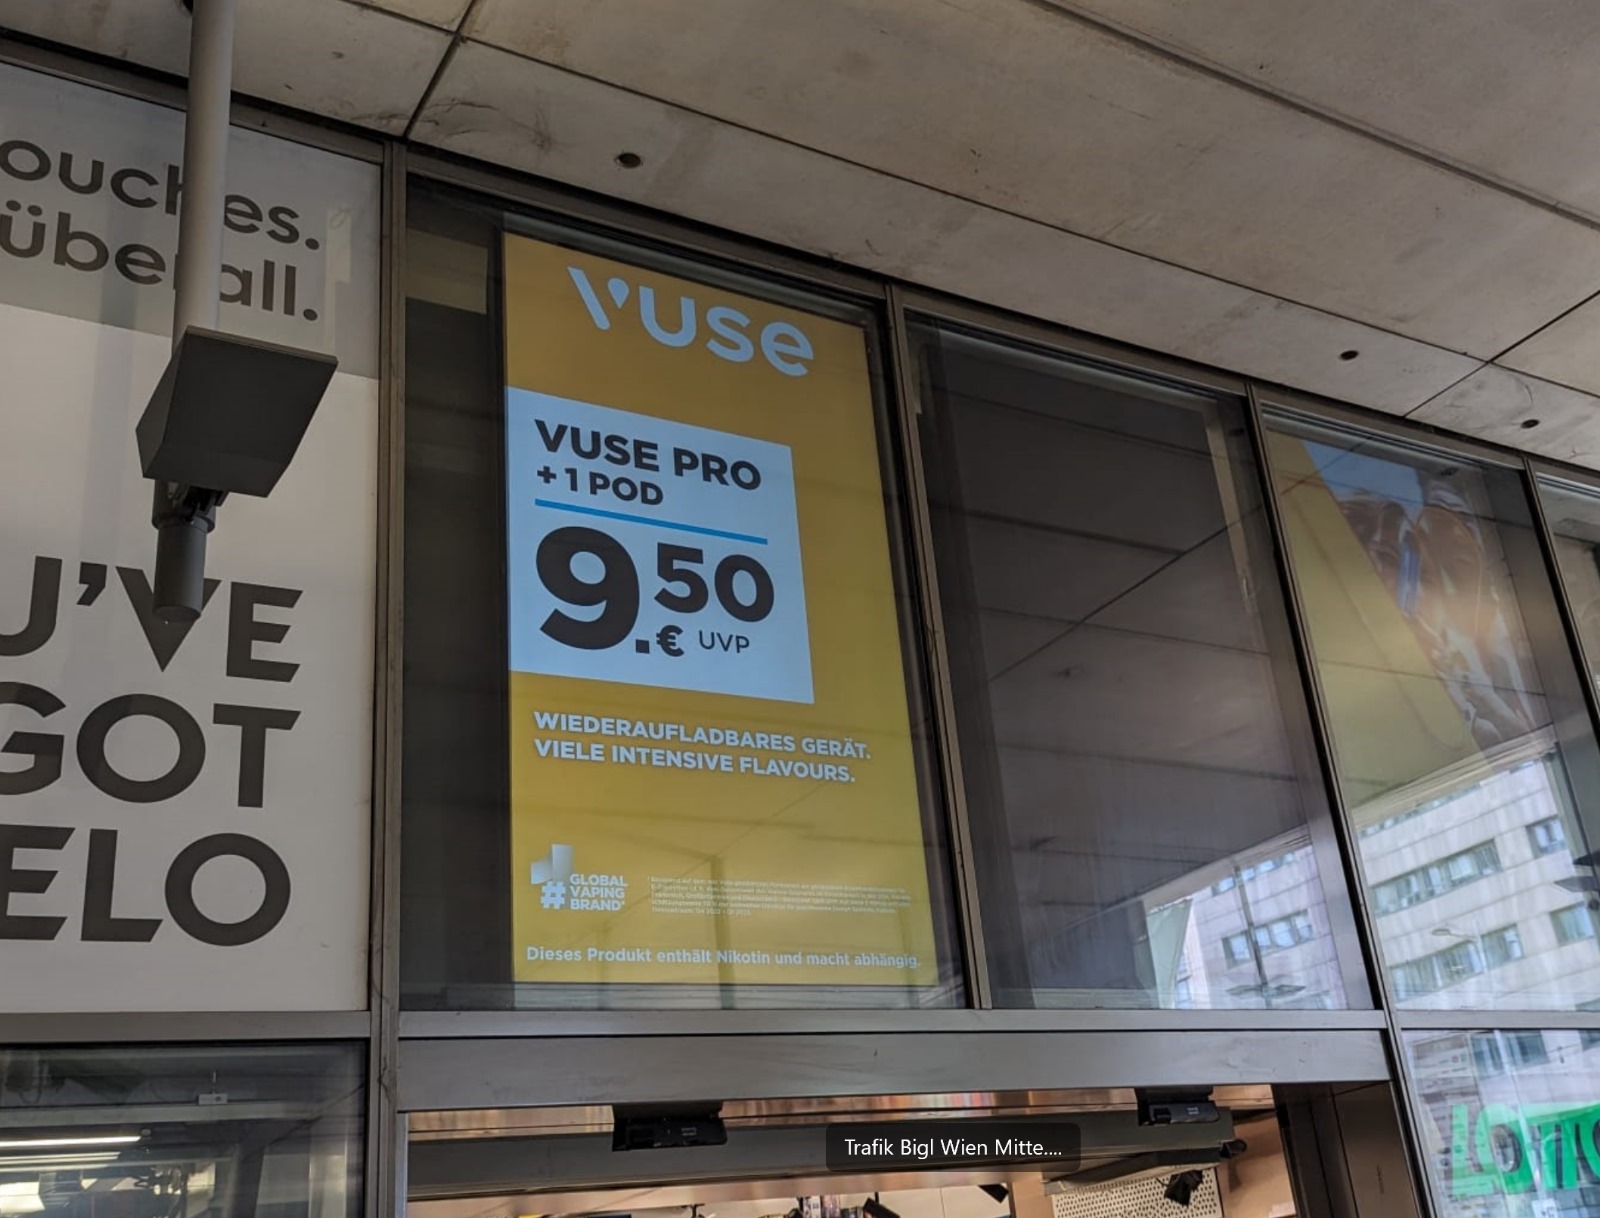 ouches.
überall.
U'VE
GOT
ELO
vuse
VUSE PRO
+ 1 POD
9.50
€ UVP
WIEDERAUFLADBARES GERÄT.
VIELE INTENSIVE FLAVOURS.
#
GLOBAL
VAPING
BRAND*
Dieses Produkt enthält Nikotin und macht abhängig.
Trafik Bigl Wien Mitte....
LOTTO